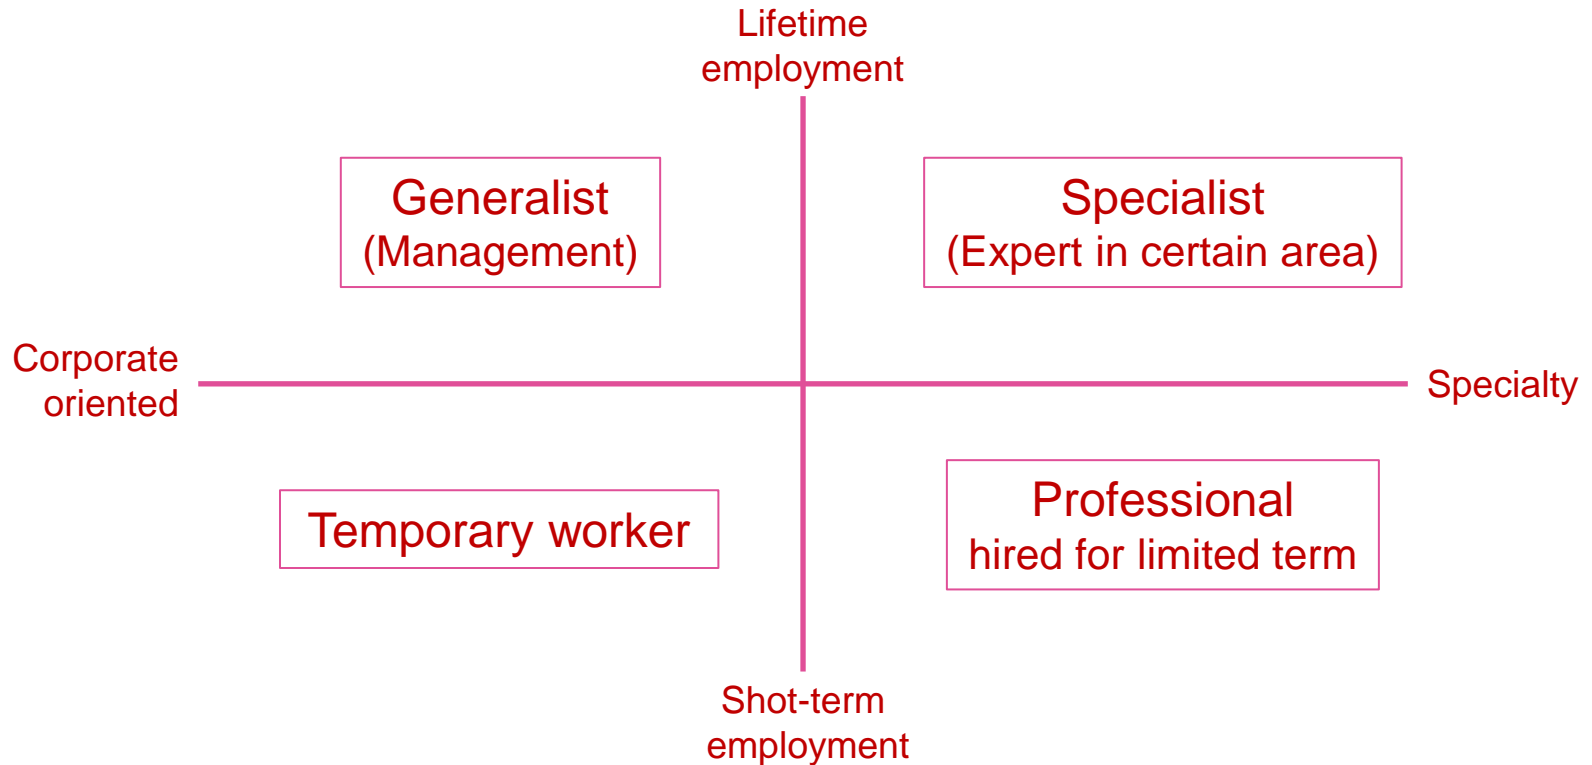 Lifetime
employment
Generalist
(Management)
Specialist
(Expert in certain area)
Corporate
oriented
Specialty
Temporary worker
Professional
hired for limited term
Shot-term
employment